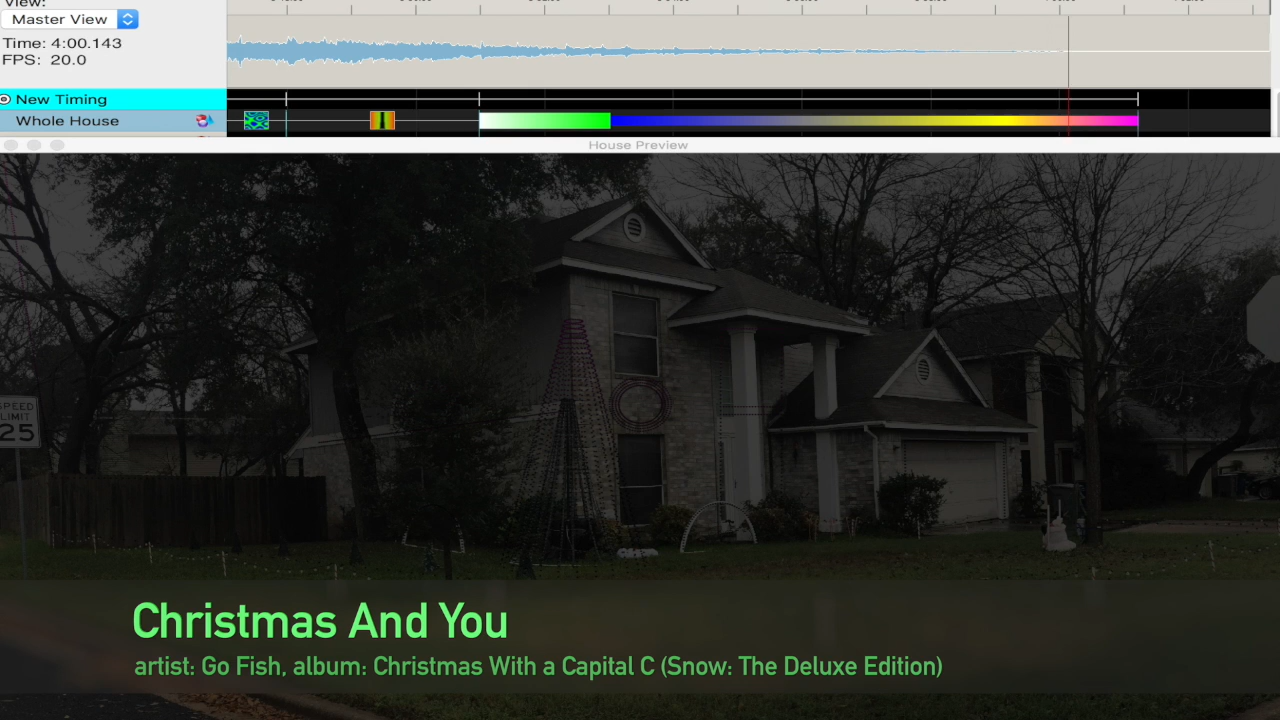 View:
Master View
Time: 4:00.143
FPS: 20.0
New Timing
Whole House
House Preview
SPEED
LIMIT
25
Christmas And You
artist: Go Fish, album: Christmas With a Capital C (Snow: The Deluxe Edition)